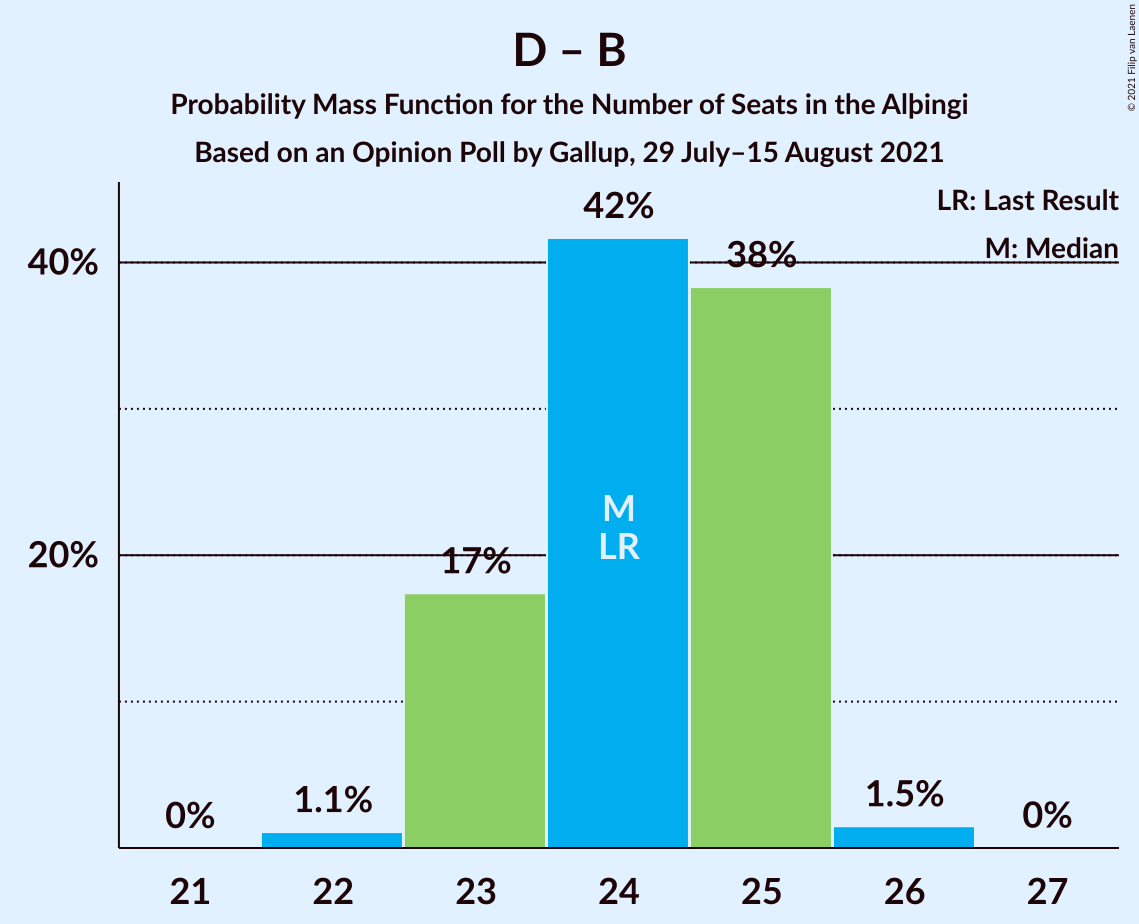 D – B
Probability Mass Function for the Number of Seats in the Alþingi
Based on an Opinion Poll by Gallup, 29 July–15 August 2021
© 2021 Filip van Laenen
LR: Last Result
M: Median
40%
20%
0%
1.1%
17%
42%
38%
1.5%
0%
M
LR
21 22 23 24 25 26 27